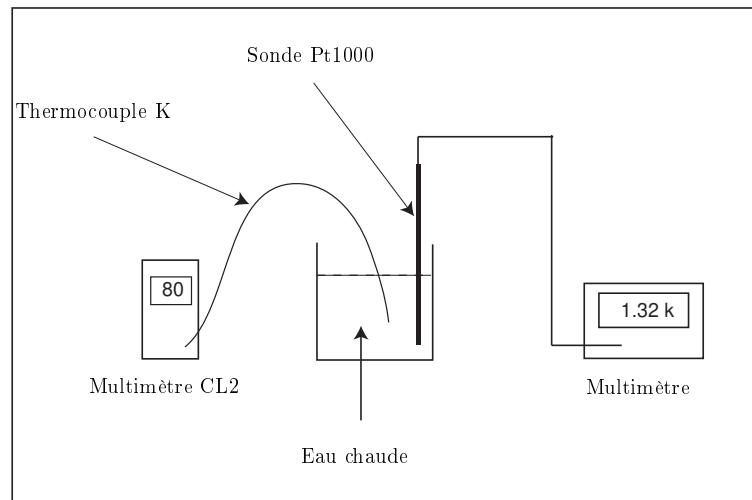 Sonde Pt1000
Thermocouple K
80
1.32 k
Multimètre CL2
Multimètre
Eau chaude